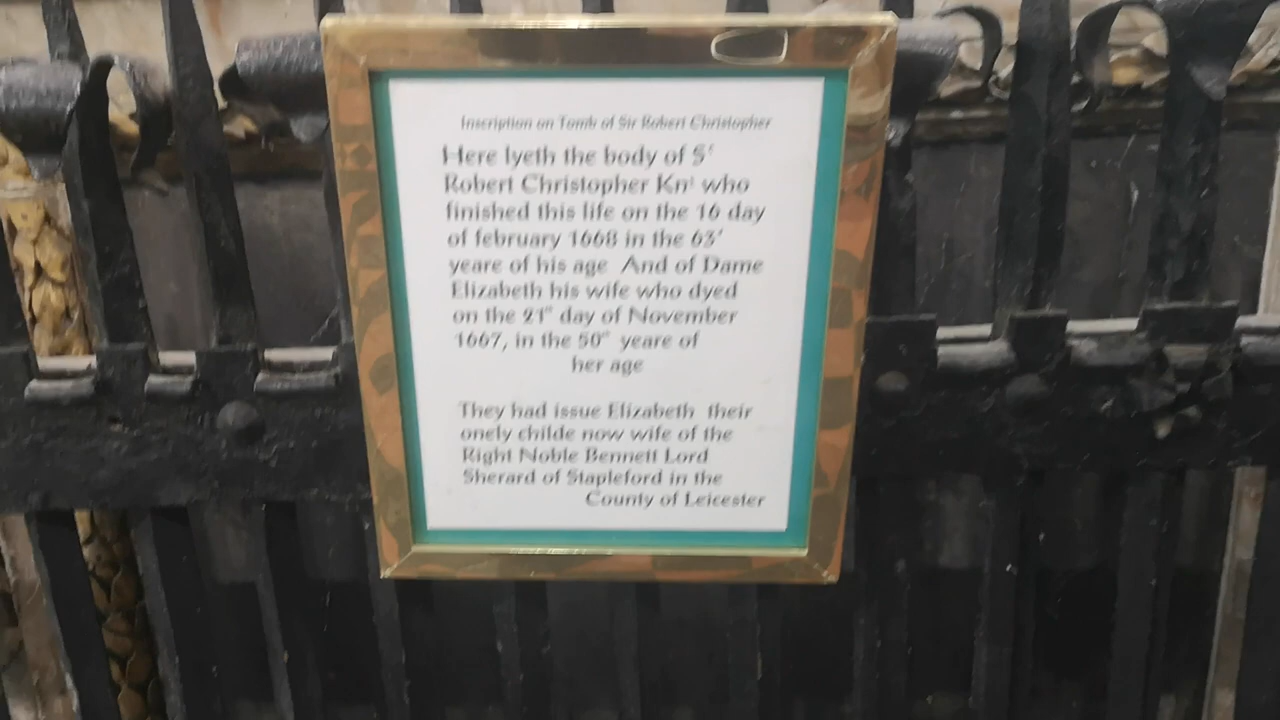 Inscription on Tomb of Sir Robert Christopher
Here lyeth the body of Sʳ
Robert Christopher Knᵗ who
finished this life on the 16 day
of february 1668 in the 63ʳ
yeare of his age And of Dame
Elizabeth his wife who dyed
on the 21ˢᵗ day of November
1667, in the 50ᵗʰ yeare of
her age
They had issue Elizabeth their
onely childe now wife of the
Right Noble Bennett Lord
Sherard of Stapleford in the
County of Leicester